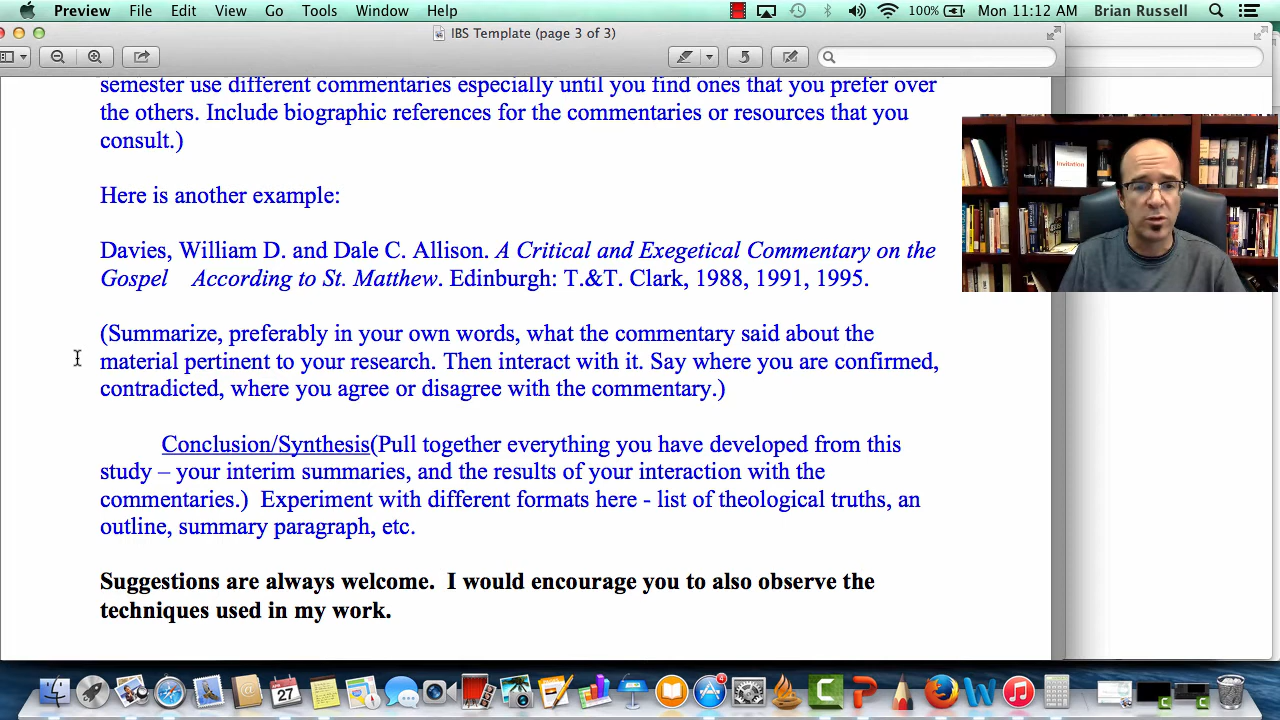 Preview File Edit View Go Tools Window Help 100% Mon 11:12 AM Brian Russell
IBS Template (page 3 of 3)
semester use different commentaries especially until you find ones that you prefer over
the others. Include biographic references for the commentaries or resources that you
consult.)
Here is another example:
Davies, William D. and Dale C. Allison. A Critical and Exegetical Commentary on the
Gospel According to St. Matthew. Edinburgh: T.&T. Clark, 1988, 1991, 1995.
(Summarize, preferably in your own words, what the commentary said about the
material pertinent to your research. Then interact with it. Say where you are confirmed,
contradicted, where you agree or disagree with the commentary.)
Conclusion/Synthesis(Pull together everything you have developed from this
study – your interim summaries, and the results of your interaction with the
commentaries.) Experiment with different formats here - list of theological truths, an
outline, summary paragraph, etc.
Suggestions are always welcome. I would encourage you to also observe the
techniques used in my work.
Invitation
27
4